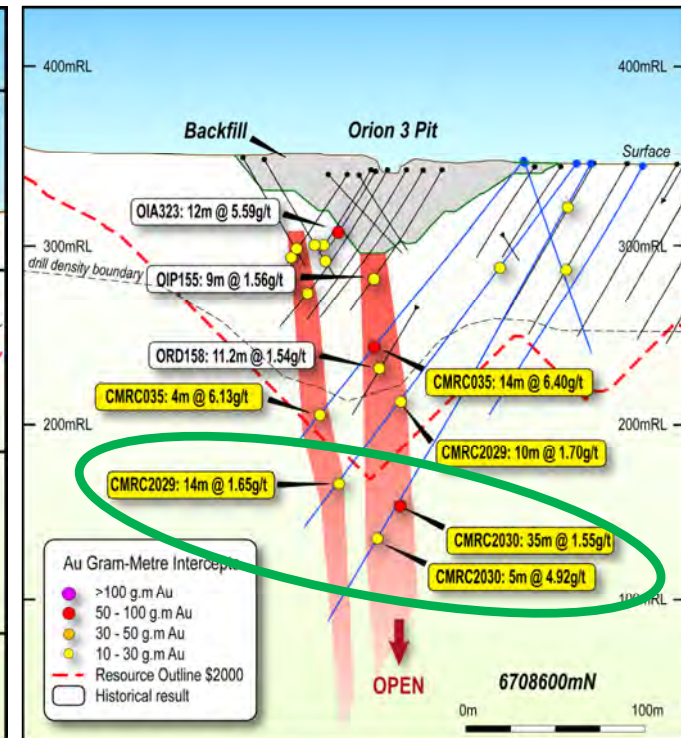 400mRL
400mRL
Backfill
Orion 3 Pit
Surface
OIA323: 12m @ 5.59g/t
300mRL
300mRL
drill density boundary
OIP155: 9m @ 1.56g/t
ORD158: 11.2m @ 1.54g/t
CMRC035: 14m @ 6.40g/t
CMRC035: 4m @ 6.13g/t
200mRL
200mRL
CMRC2029: 10m @ 1.70g/t
CMRC2029: 14m @ 1.65g/t
CMRC2030: 35m @ 1.55g/t
CMRC2030: 5m @ 4.92g/t
Au Gram-Metre Intercepts
>100 g.m Au
50 - 100 g.m Au
30 - 50 g.m Au
10 - 30 g.m Au
Resource Outline $2000
Historical result
100mRL
OPEN
6708600mN
0m
100m